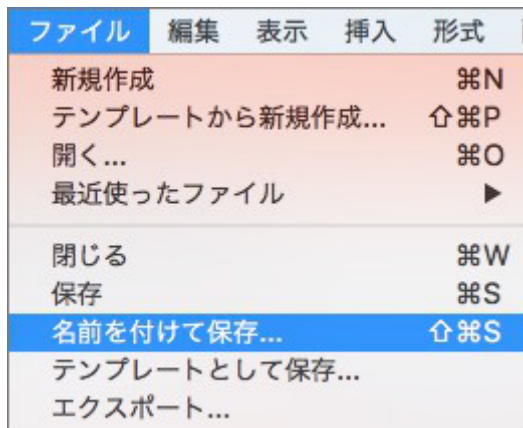 ファイル 編集 表示 挿入 形式
新規作成 ⌘N
テンプレートから新規作成... ⇧⌘P
開く... ⌘O
最近使ったファイル ▶
閉じる ⌘W
保存 ⌘S
名前を付けて保存... ⇧⌘S
テンプレートとして保存...
エクスポート...